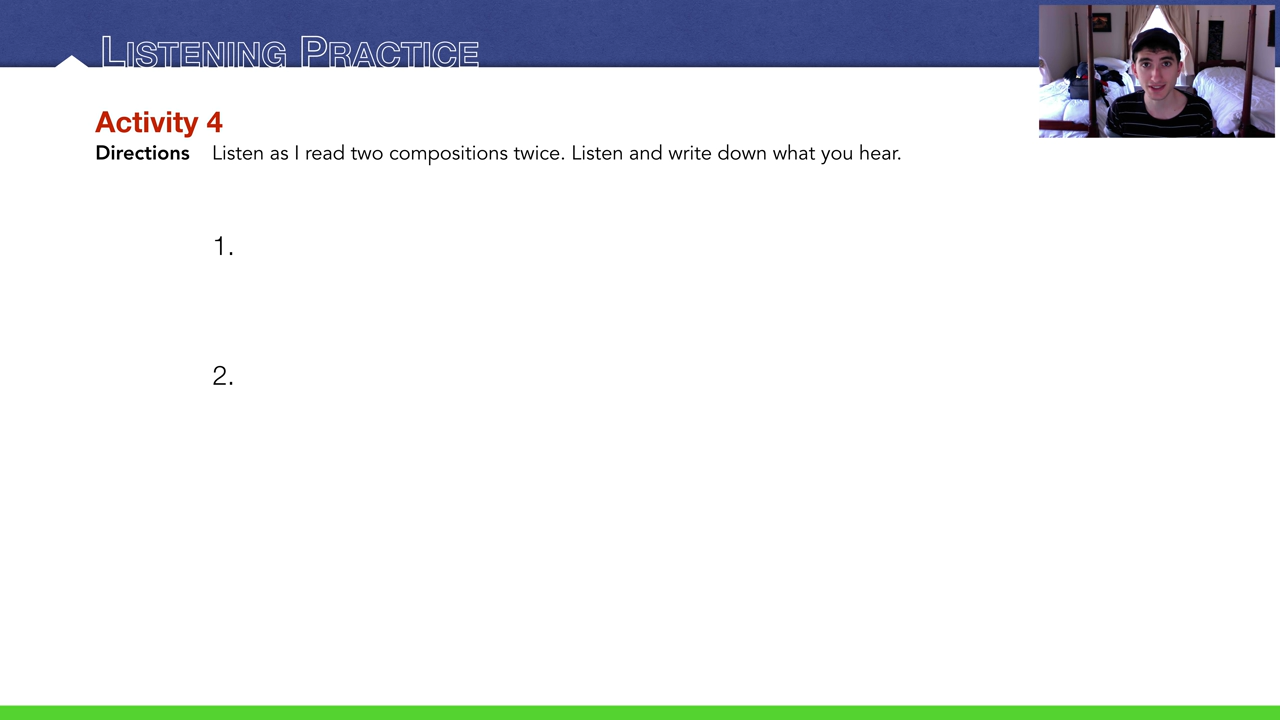 LISTENING PRACTICE
Activity 4
Directions Listen as I read two compositions twice. Listen and write down what you hear.
1.
2.